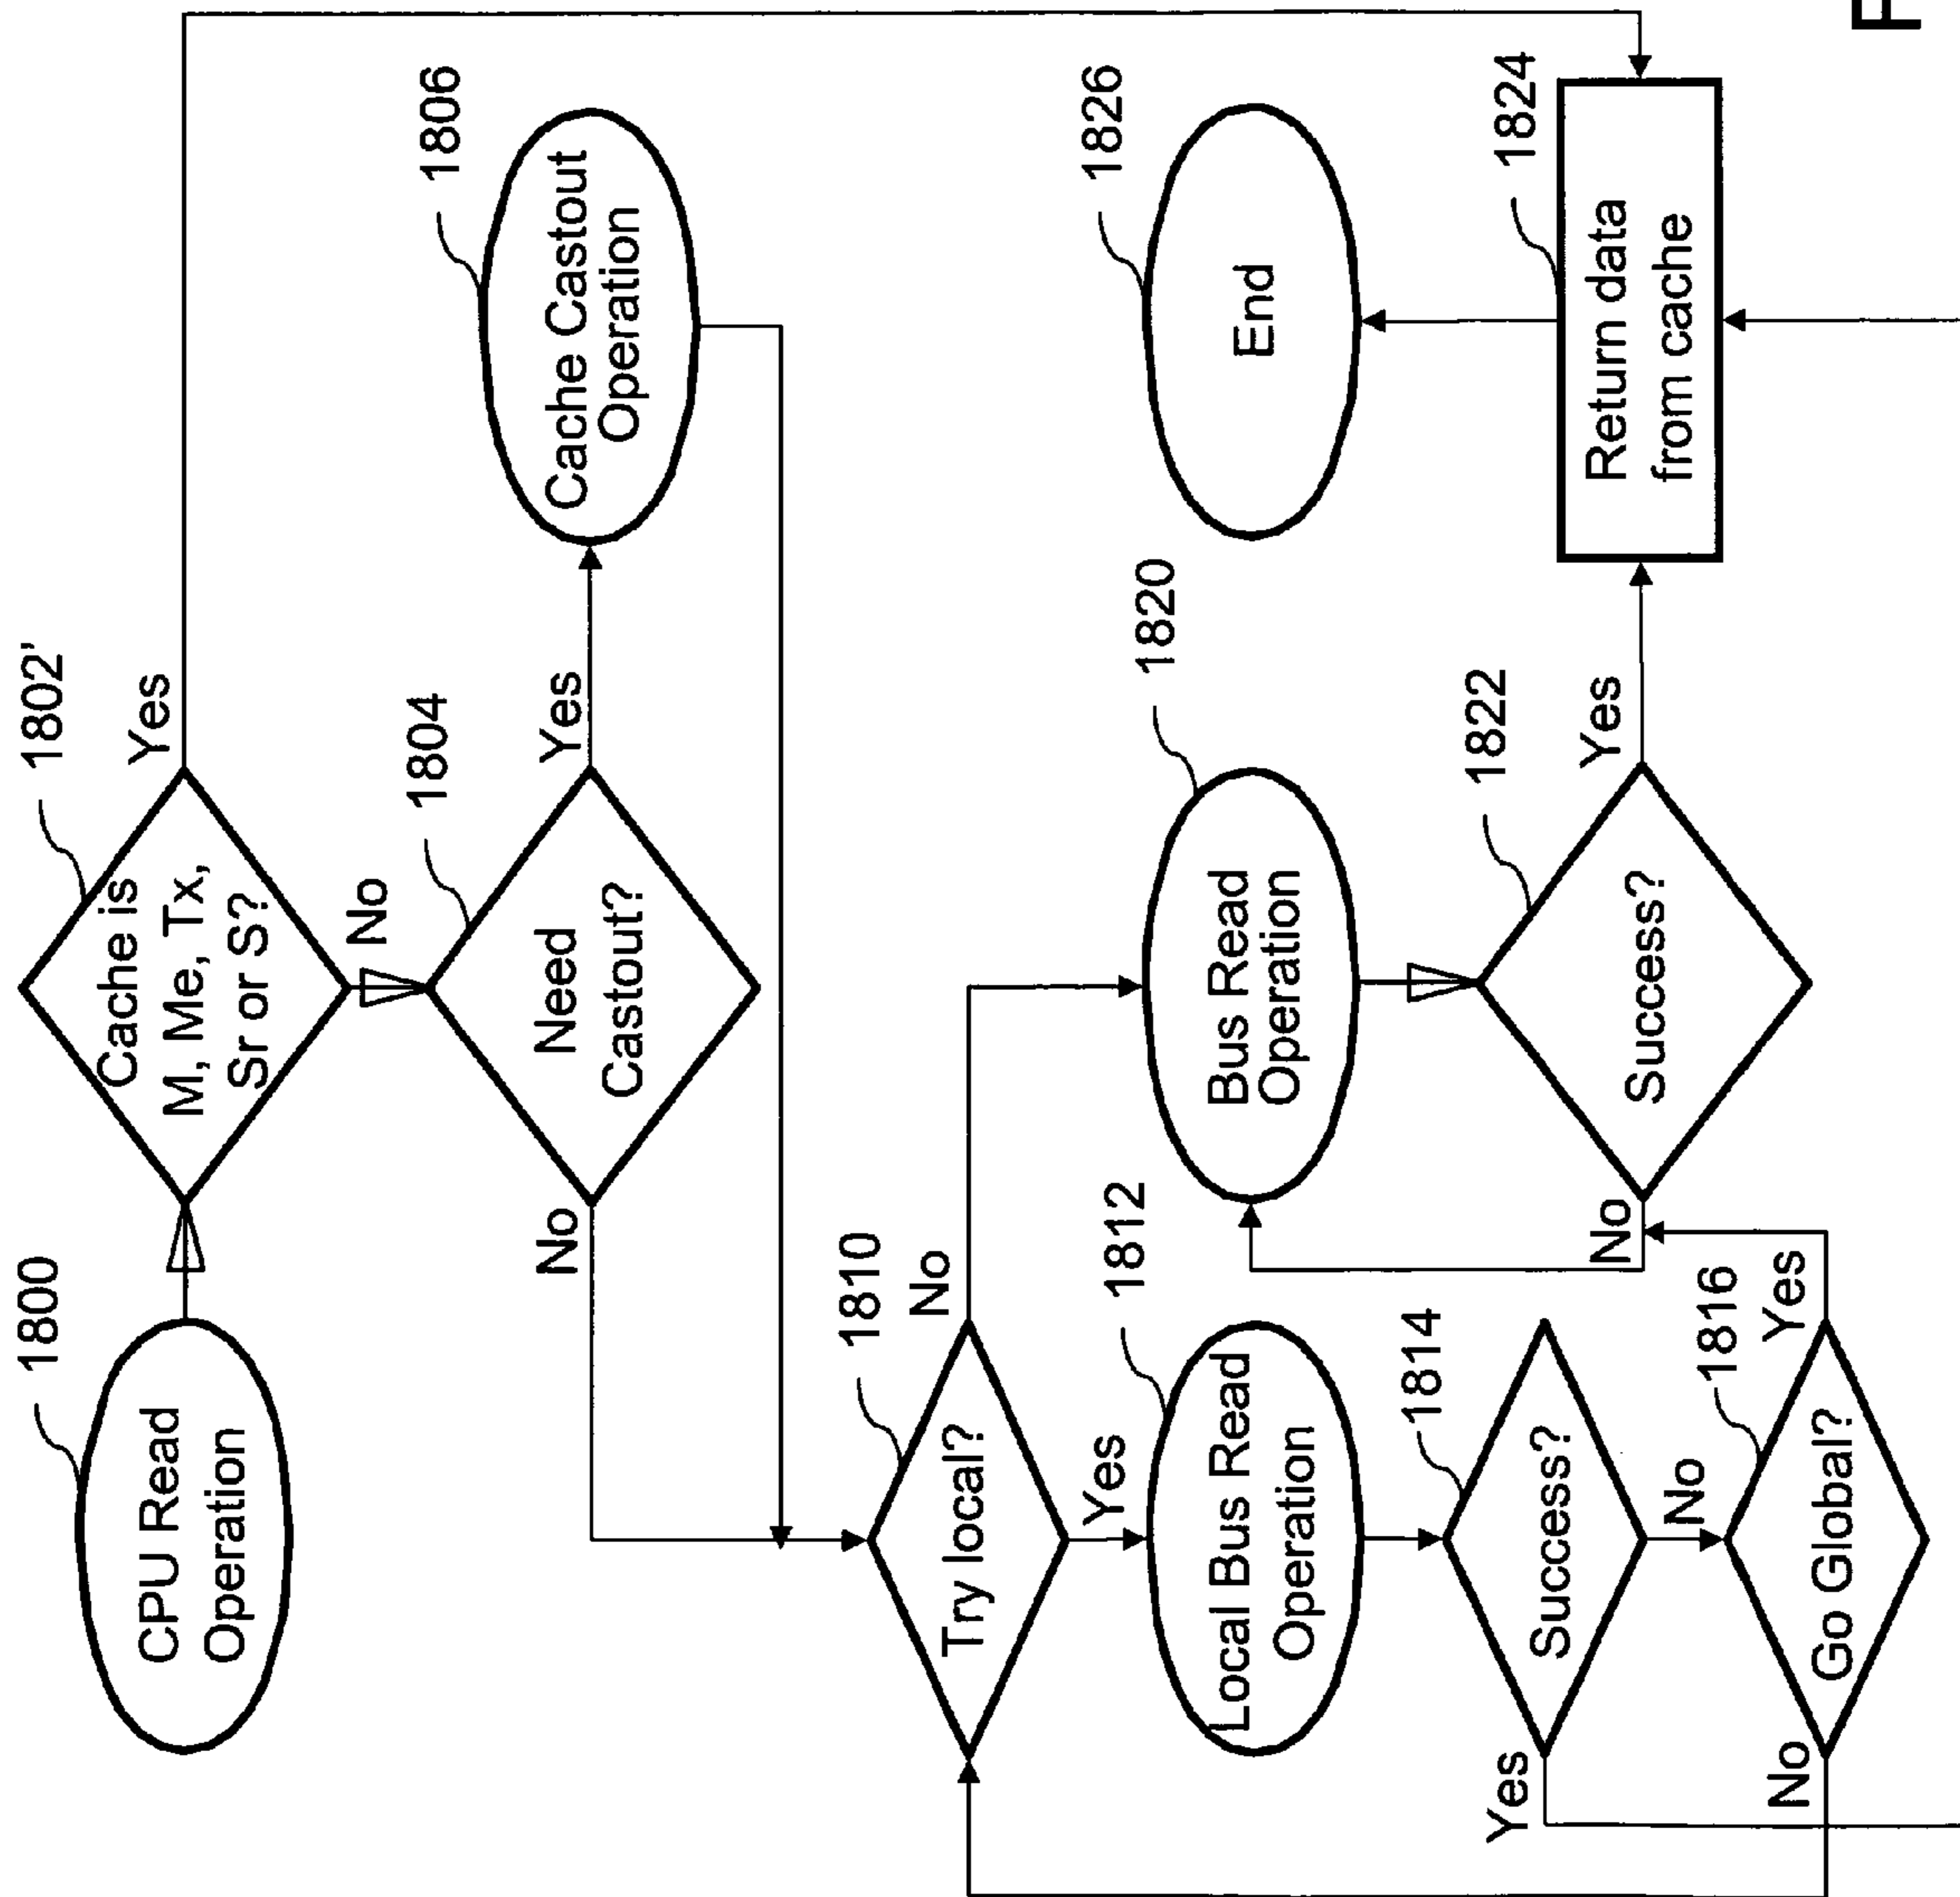 1800
CPU Read
Operation
1802'
Cache is
M, Me, Tx,
Sr or S?
Yes
No
1804
Need
Castout?
Yes
No
1806
Cache Castout
Operation
1810
Try local?
No
Yes
1812
Local Bus Read
Operation
1814
Success?
Yes
No
1816
Go Global?
Yes
No
1820
Bus Read
Operation
1822
Success?
No
Yes
1824
Return data
from cache
1826
End